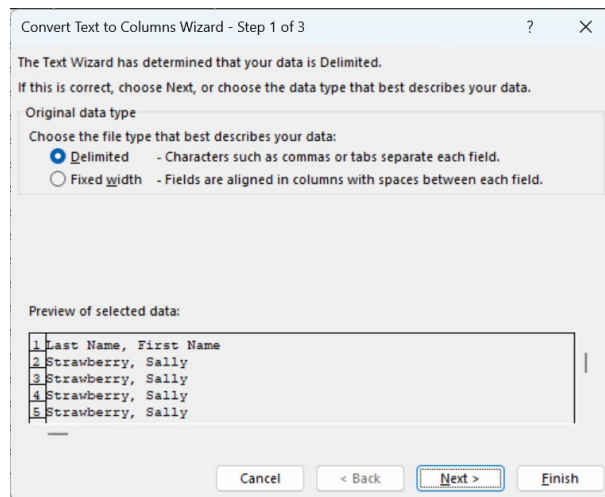 Convert Text to Columns Wizard - Step 1 of 3 ? ×
The Text Wizard has determined that your data is Delimited.
If this is correct, choose Next, or choose the data type that best describes your data.
Original data type
Choose the file type that best describes your data:
Delimited - Characters such as commas or tabs separate each field.
Fixed width - Fields are aligned in columns with spaces between each field.
Preview of selected data:
1 Last Name, First Name
2 Strawberry, Sally
3 Strawberry, Sally
4 Strawberry, Sally
5 Strawberry, Sally
Cancel < Back Next > Finish